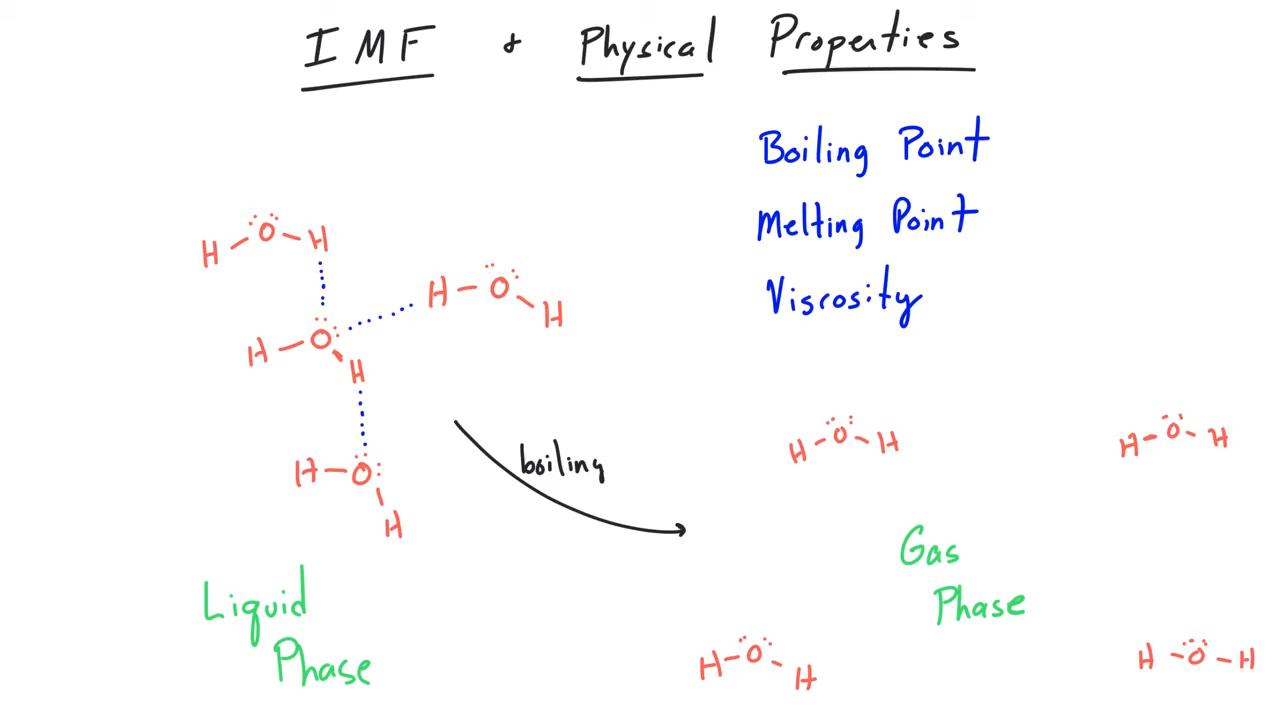 IMF + Physical Properties
Boiling Point
Melting Point
Viscosity
H-Ö-H
H-O-H
H-O-H
H-O-H
boiling
H-O-H
H-O-H
Gas
Phase
Liquid
Phase
H-O-H
H-O-H